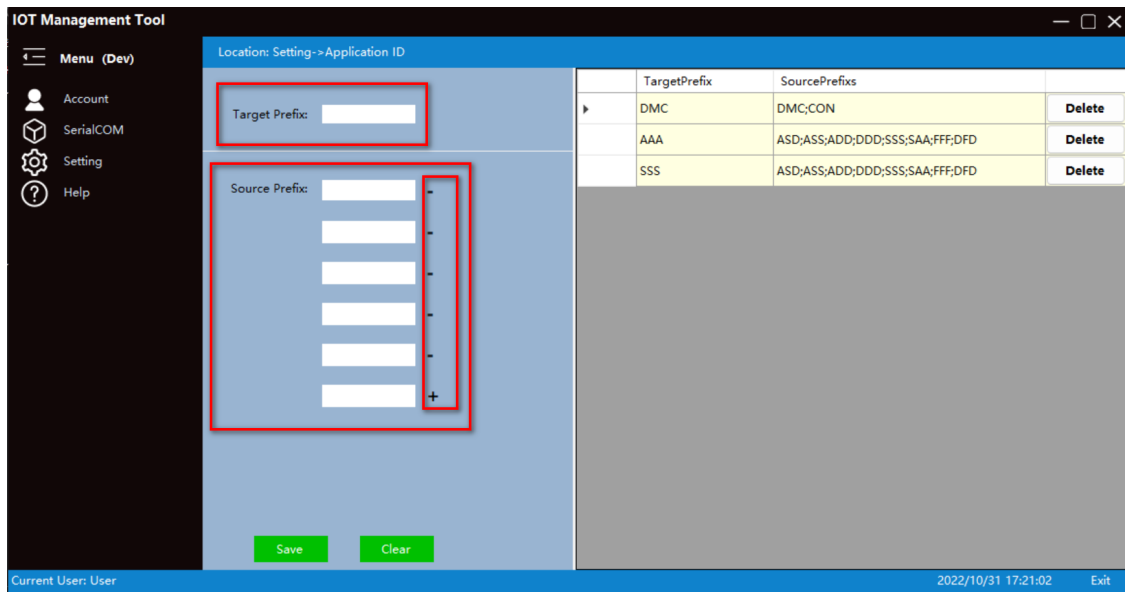 IOT Management Tool
Menu (Dev)
Location: Setting->Application ID
Account
SerialCOM
Setting
Help
Target Prefix:
Source Prefix:
-
-
-
-
-
+
Save Clear
TargetPrefix SourcePrefixs
DMC DMC;CON Delete
AAA ASD;ASS;ADD;DDD;SSS;SAA;FFF;DFD Delete
SSS ASD;ASS;ADD;DDD;SSS;SAA;FFF;DFD Delete
Current User: User 2022/10/31 17:21:02 Exit